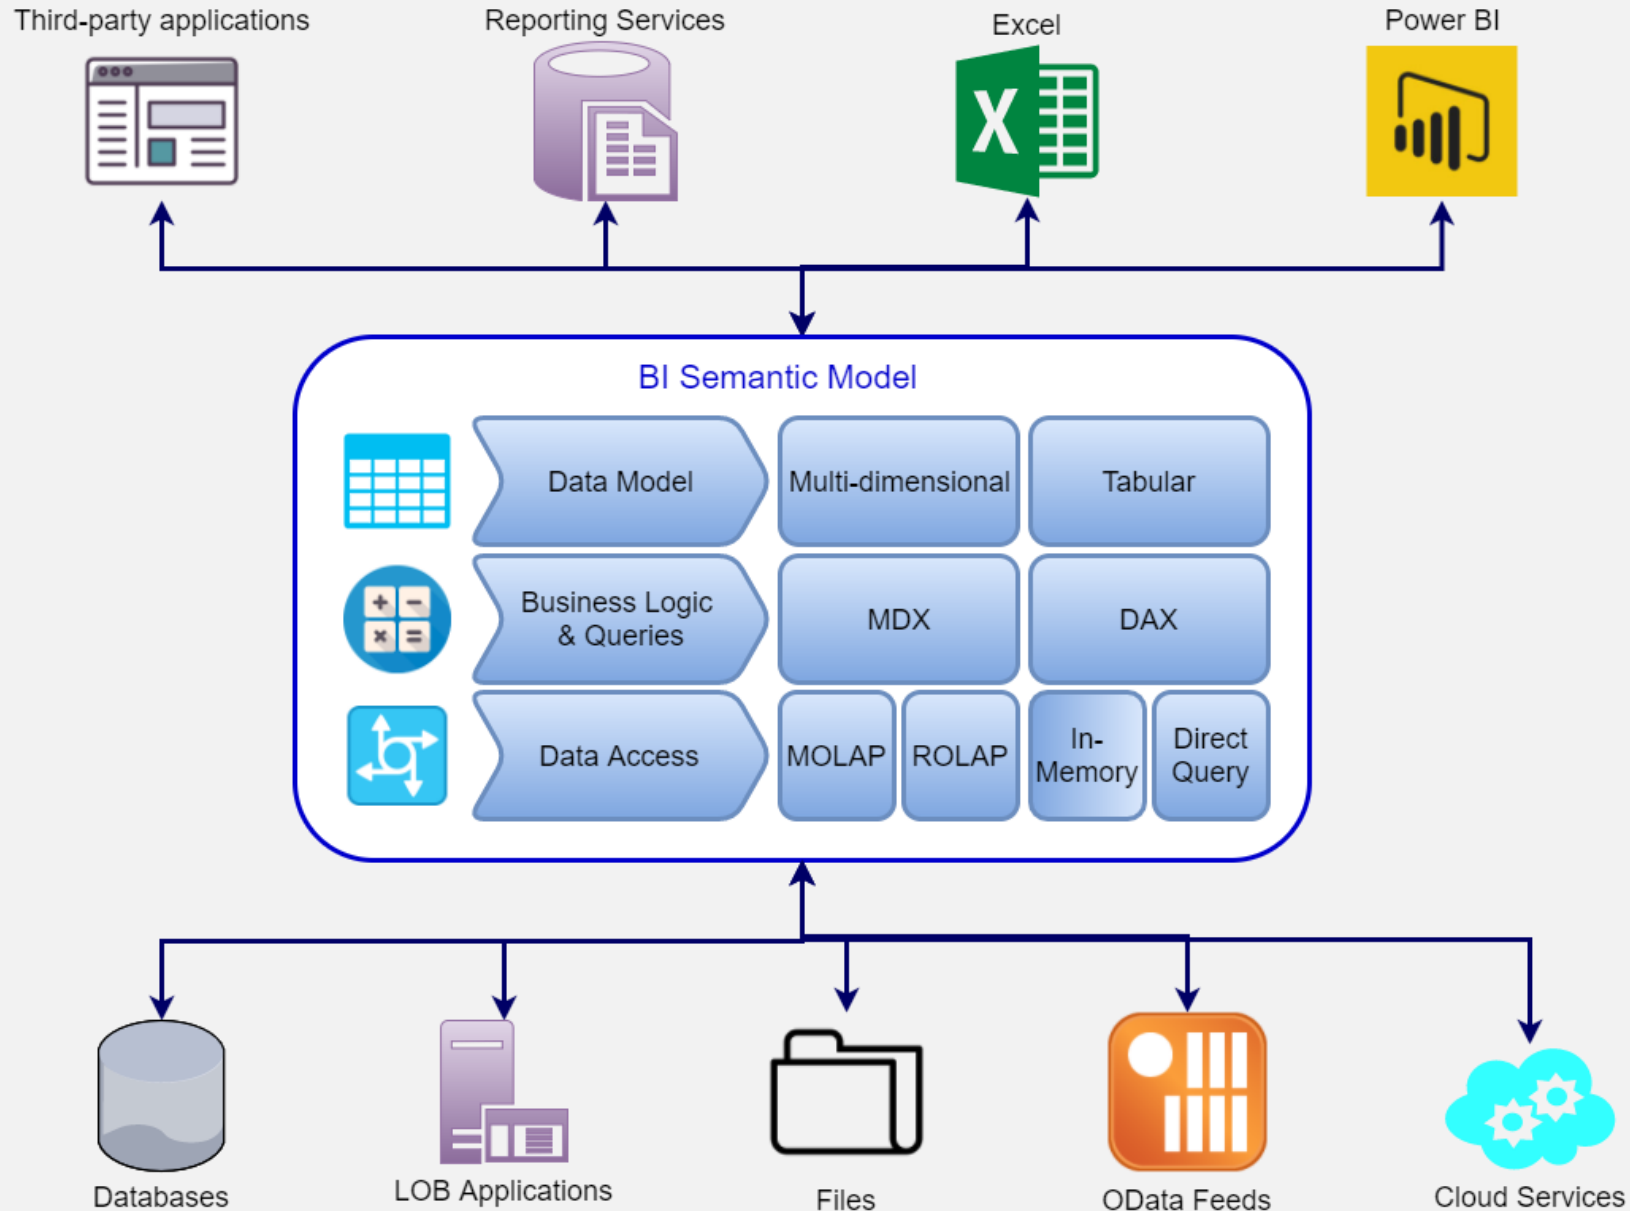 Third-party applications
Reporting Services
Excel
Power BI
X
BI Semantic Model
Data Model
Multi-dimensional
Tabular
Business Logic
& Queries
MDX
DAX
Data Access
MOLAP
ROLAP
In-
Memory
Direct
Query
Databases
LOB Applications
Files
OData Feeds
Cloud Services